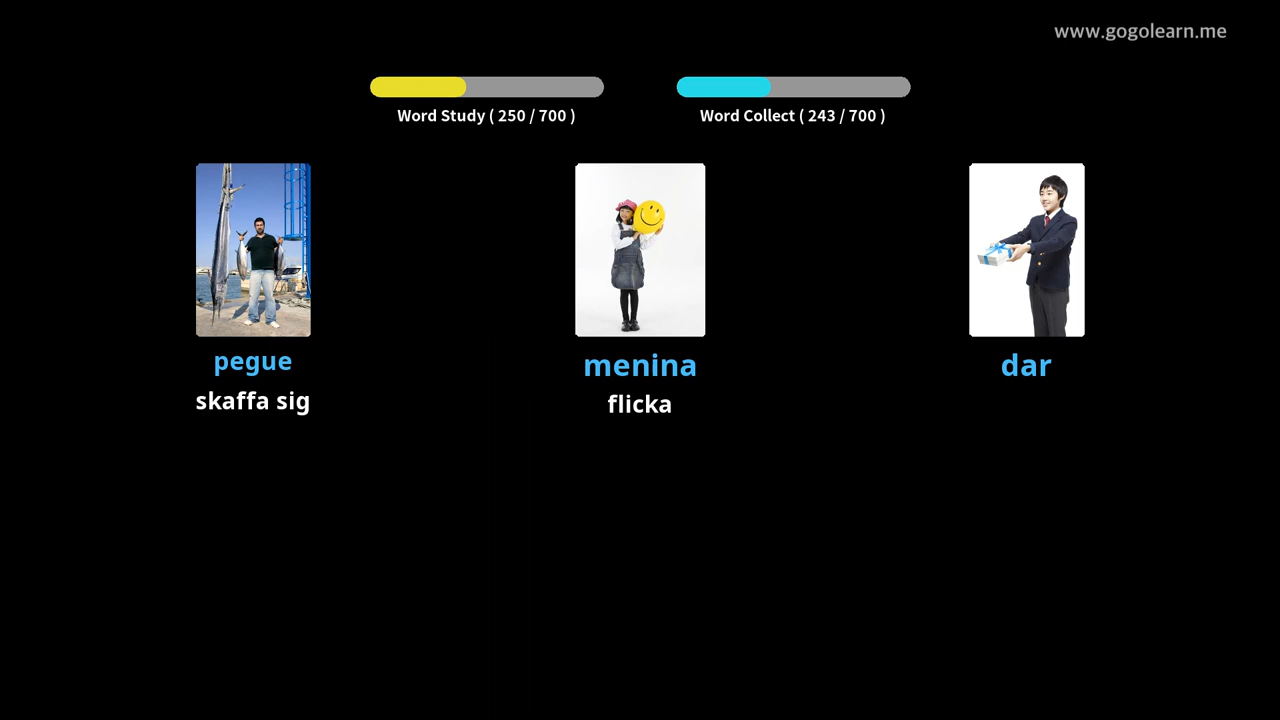 www.gogolearn.me
Word Study ( 250 / 700 )
Word Collect ( 243 / 700 )
pegue
menina
dar
skaffa sig
flicka